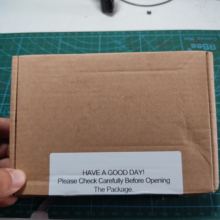 HAVE A GOOD DAY!
Please Check Carefully Before Opening
The Package.